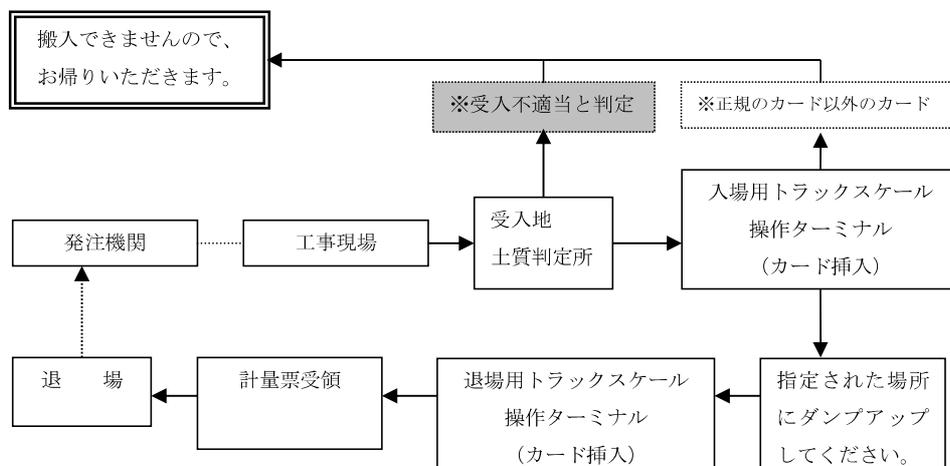 搬入できませんので、
お帰りいただきます。
※受入不適当と判定
※正規のカード以外のカード
発注機関
工事現場
受入地
土質判定所
入場用トラックスケール
操作ターミナル
（カード挿入）
退　　場
計量票受領
退場用トラックスケール
操作ターミナル
（カード挿入）
指定された場所
にダンプアップ
してください。